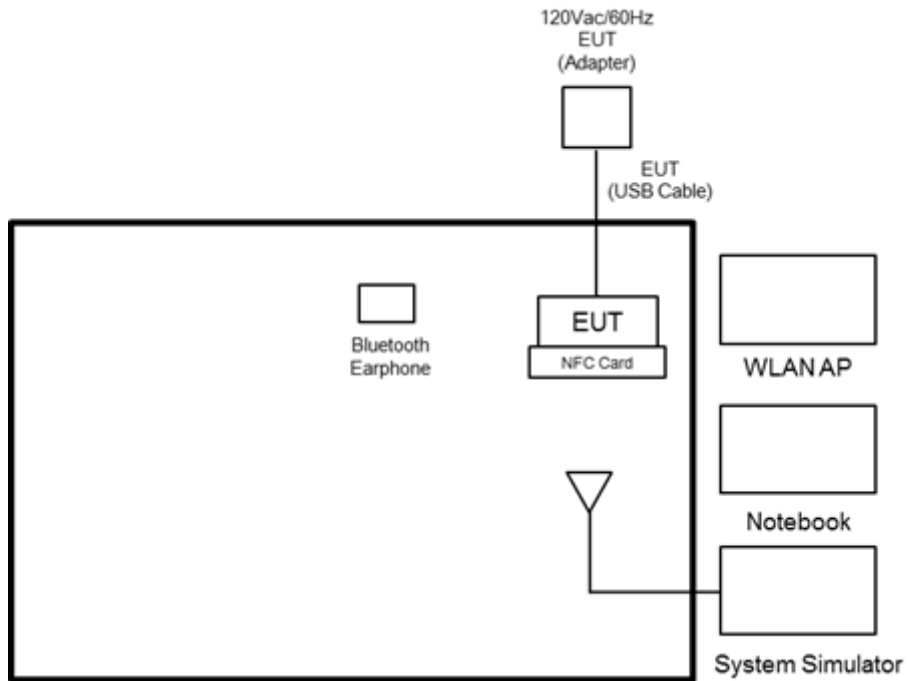 120Vac/60Hz
EUT
(Adapter)
EUT
(USB Cable)
EUT
NFC Card
Bluetooth
Earphone
WLAN AP
Notebook
System Simulator